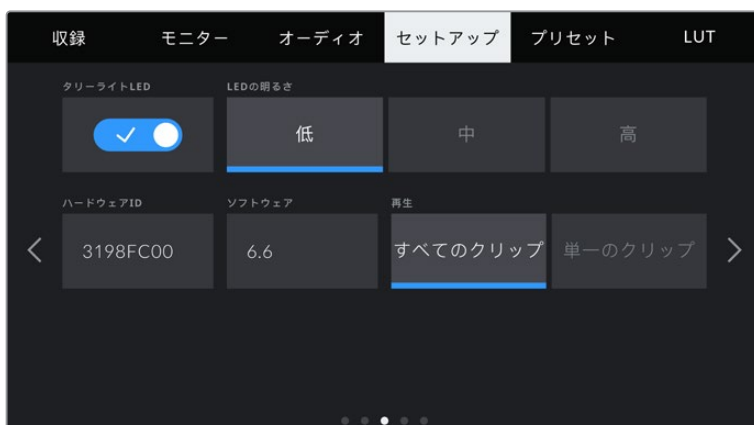 収録 モニター オーディオ セットアップ プリセット LUT
タリーライトLED LEDの明るさ
低 中 高
ハードウェアID ソフトウェア 再生
3198FC00 6.6 すべてのクリップ 単一のクリップ